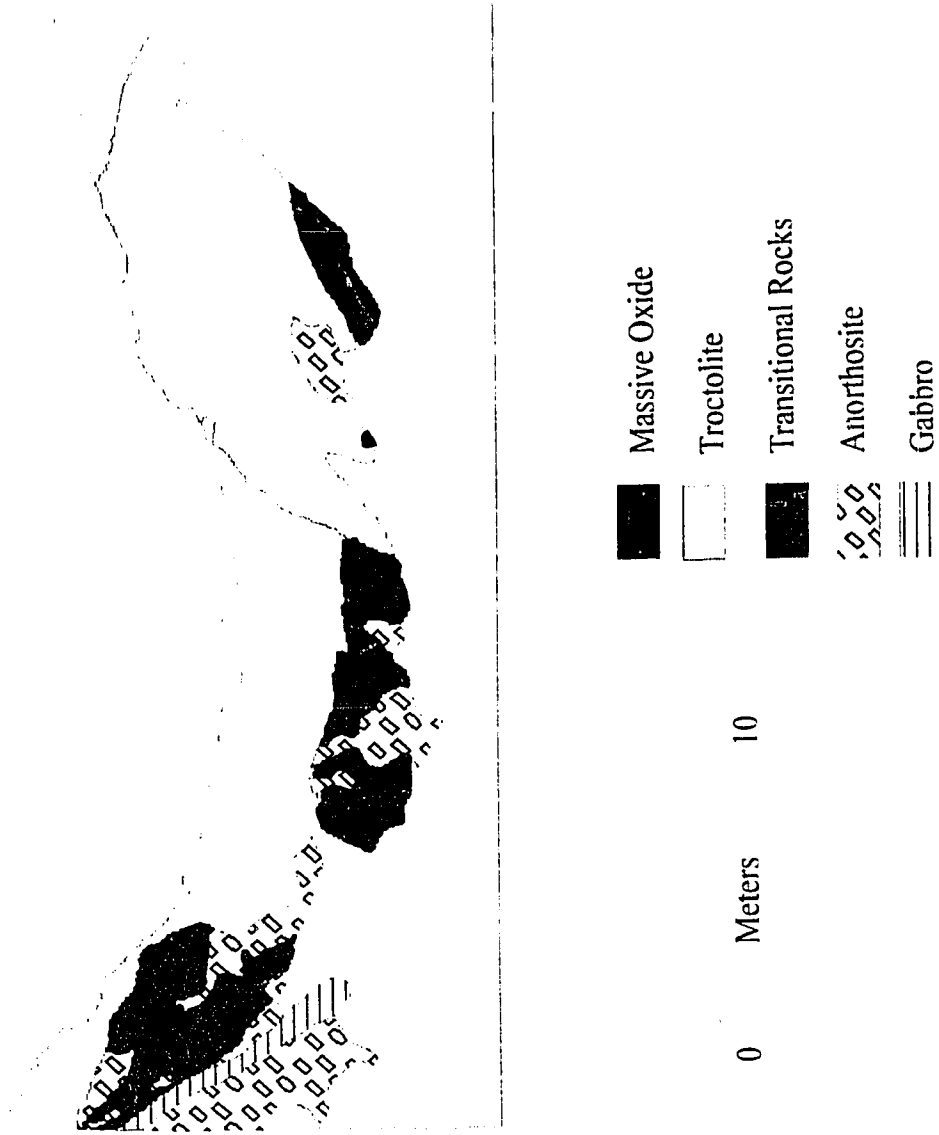 Massive Oxide
Troctolite
Transitional Rocks
Anorthosite
Gabbro
0 Meters 10